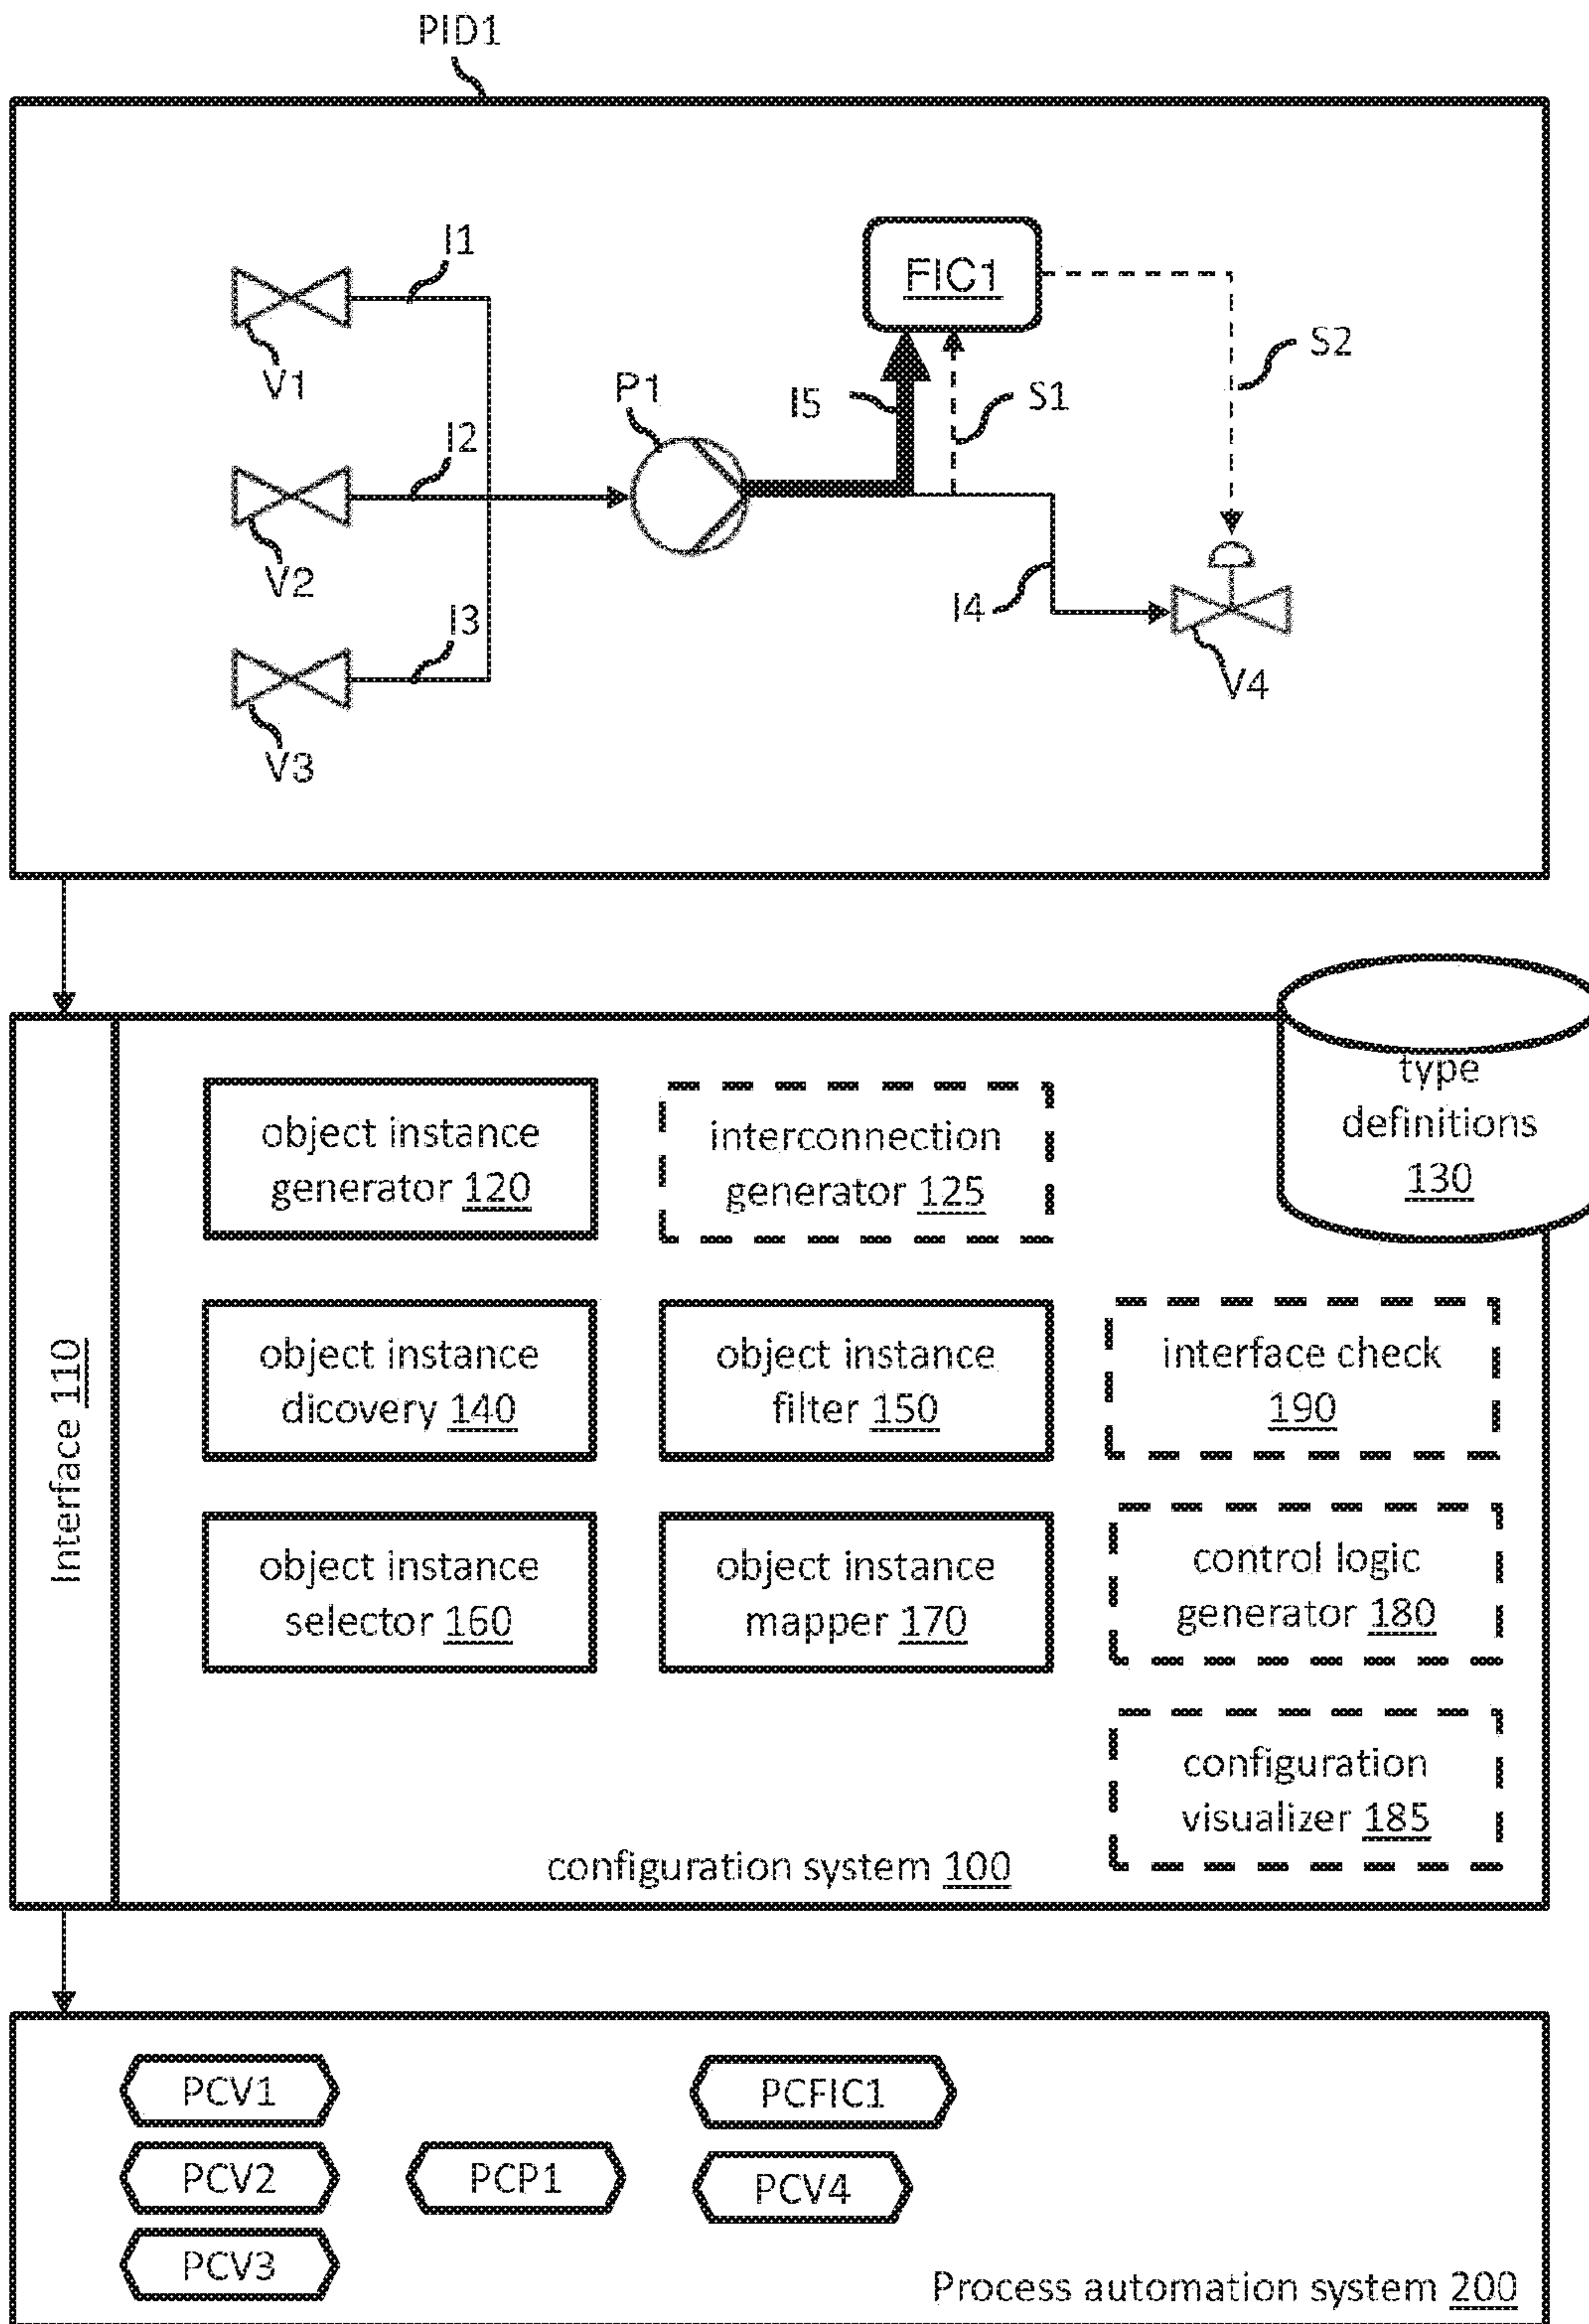 PID1
I1
FIC1
V1
S2
P1
I5
S1
I2
V2
I4
I3
V4
V3
type
definitions
130
object instance
generator 120
interconnection
generator 125
Interface 110
object instance
dicovery 140
object instance
filter 150
interface check
190
object instance
selector 160
object instance
mapper 170
control logic
generator 180
configuration
visualizer 185
configuration system 100
PCV1
PCFIC1
PCV2
PCP1
PCV4
PCV3
Process automation system 200